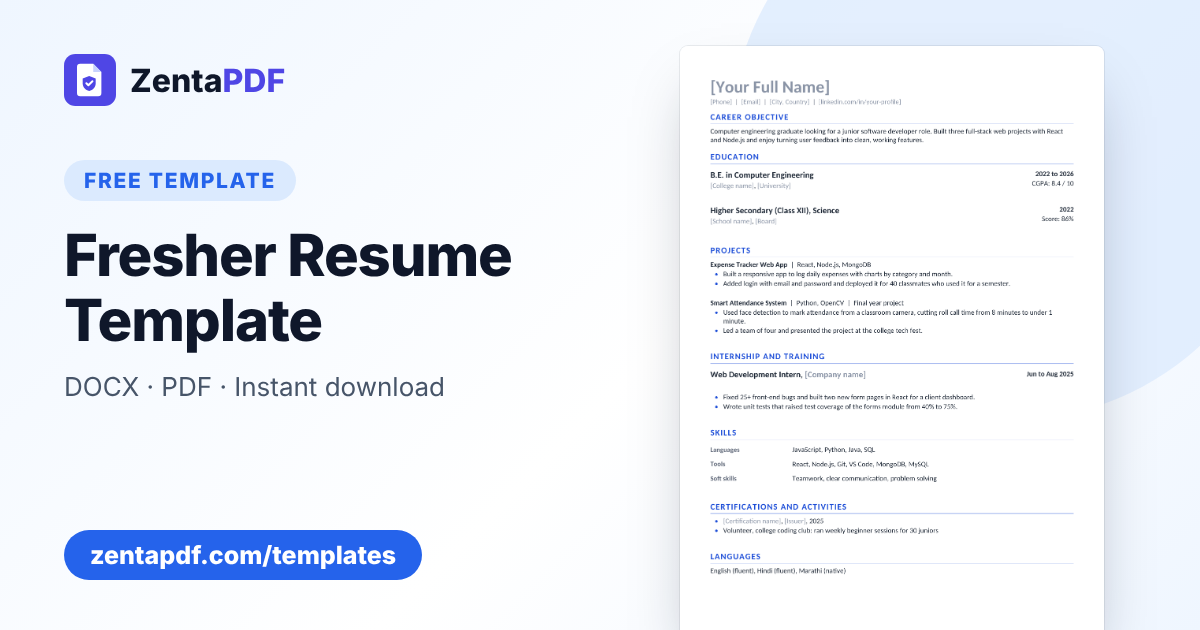 ZentaPDF
FREE TEMPLATE
Fresher Resume
Template
DOCX · PDF · Instant download
zentapdf.com/templates
[Your Full Name]
[Phone] | [Email] | [City, Country] | [linkedin.com/in/your-profile]
CAREER OBJECTIVE
Computer engineering graduate looking for a junior software developer role. Built three full-stack web projects with React
and Node.js and enjoy turning user feedback into clean, working features.
EDUCATION
B.E. in Computer Engineering 2022 to 2026
[College name], [University] CGPA: 8.4 / 10
Higher Secondary (Class XII), Science 2022
[School name], [Board] Score: 86%
PROJECTS
Expense Tracker Web App | React, Node.js, MongoDB
• Built a responsive app to log daily expenses with charts by category and month.
• Added login with email and password and deployed it for 40 classmates who used it for a semester.
Smart Attendance System | Python, OpenCV | Final year project
• Used face detection to mark attendance from a classroom camera, cutting roll call time from 8 minutes to under 1
minute.
• Led a team of four and presented the project at the college tech fest.
INTERNSHIP AND TRAINING
Web Development Intern, [Company name] Jun to Aug 2025
• Fixed 25+ front-end bugs and built two new form pages in React for a client dashboard.
• Wrote unit tests that raised test coverage of the forms module from 40% to 75%.
SKILLS
Languages JavaScript, Python, Java, SQL
Tools React, Node.js, Git, VS Code, MongoDB, MySQL
Soft skills Teamwork, clear communication, problem solving
CERTIFICATIONS AND ACTIVITIES
• [Certification name], [Issuer], 2025
• Volunteer, college coding club: ran weekly beginner sessions for 30 juniors
LANGUAGES
English (fluent), Hindi (fluent), Marathi (native)